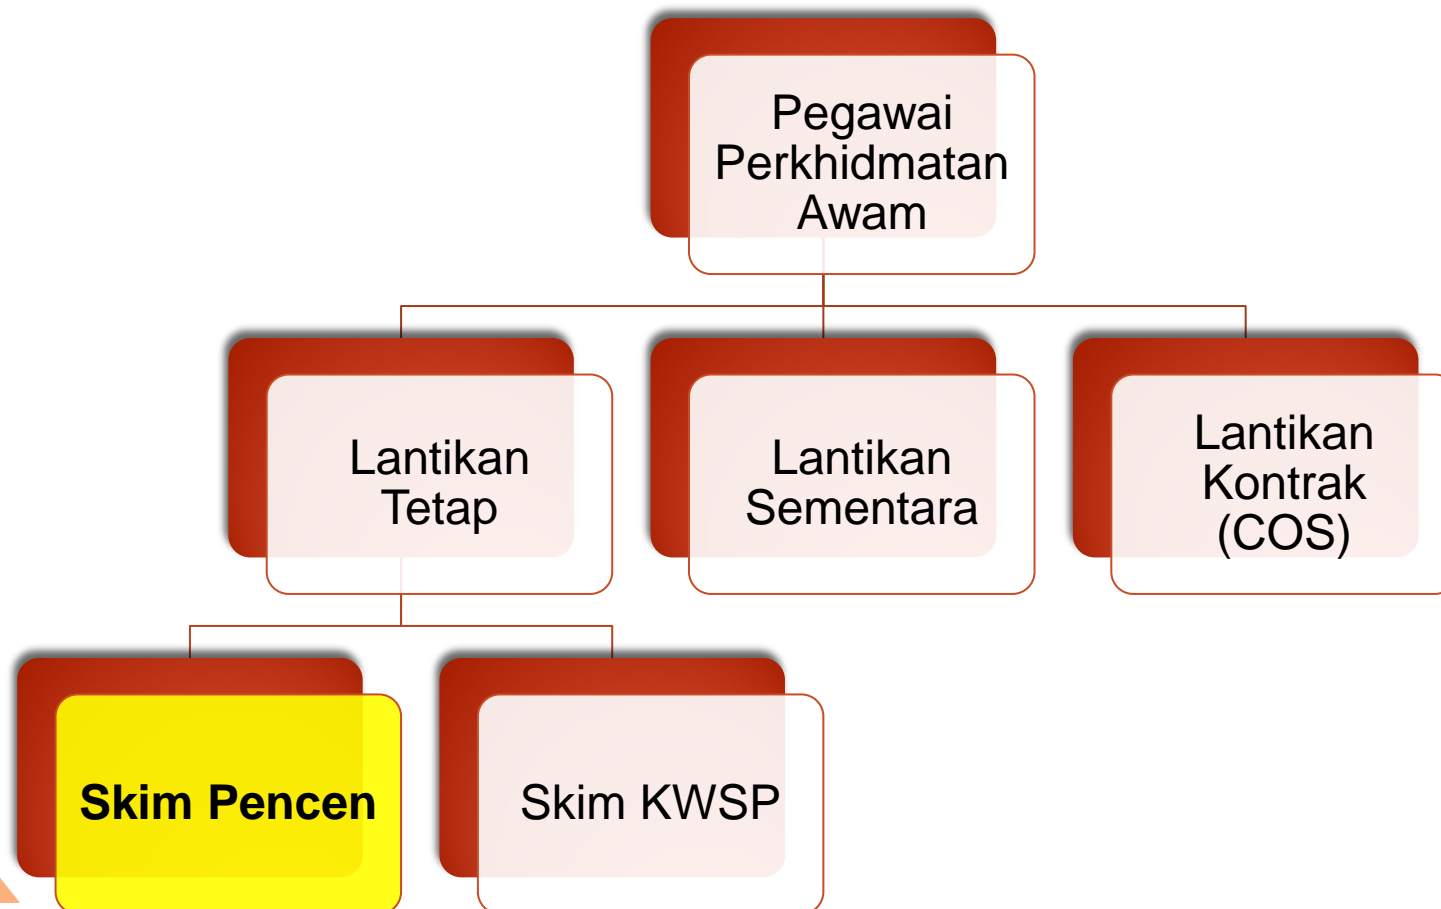 Pegawai
Perkhidmatan
Awam
Lantikan
Tetap
Lantikan
Sementara
Lantikan
Kontrak
(COS)
Skim Pencen
Skim KWSP